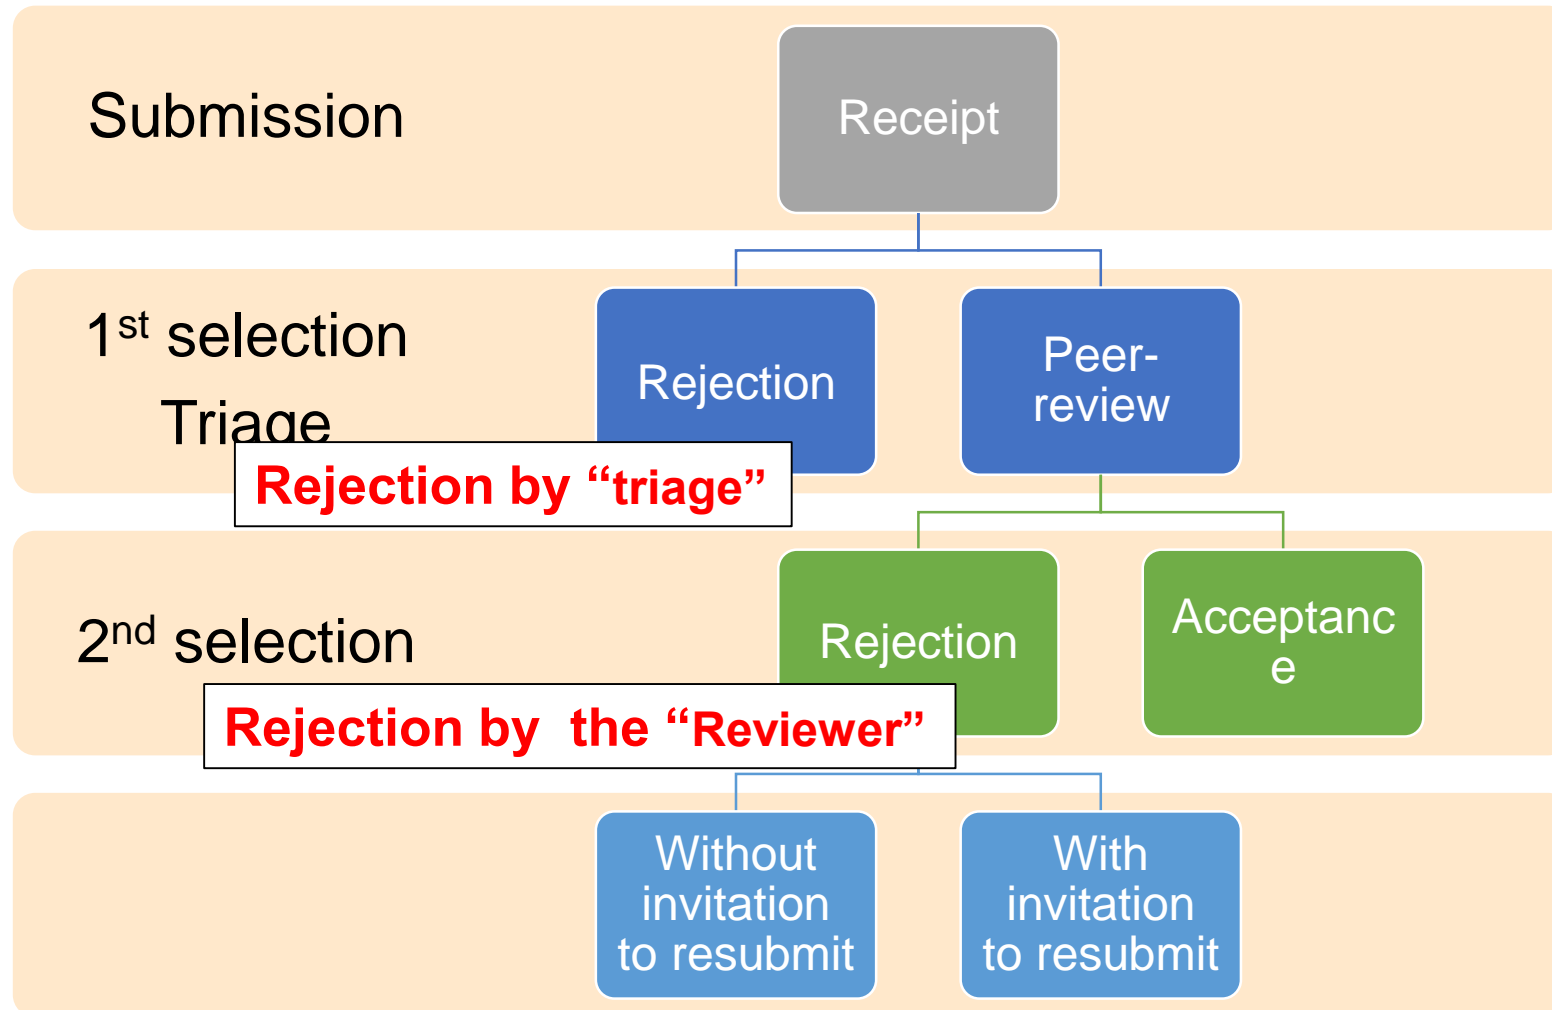 Submission
Receipt
1st selection
Triage
Rejection
Peer-
review
Rejection by “triage”
2nd selection
Rejection
Acceptanc
e
Rejection by  the “Reviewer”
Without
invitation
to resubmit
With
invitation
to resubmit